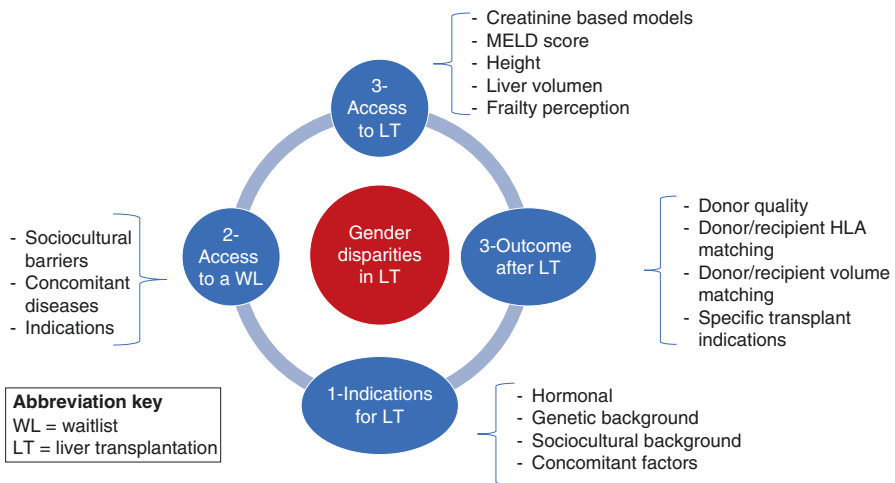 3-
Access
to LT
- Creatinine based models
- MELD score
- Height
- Liver volumen
- Frailty perception
2-
Access
to a WL
- Sociocultural
barriers
- Concomitant
diseases
- Indications
Gender
disparities
in LT
3-Outcome
after LT
- Donor quality
- Donor/recipient HLA
matching
- Donor/recipient volume
matching
- Specific transplant
indications
1-Indications
for LT
- Hormonal
- Genetic background
- Sociocultural background
- Concomitant factors
Abbreviation key
WL = waitlist
LT = liver transplantation